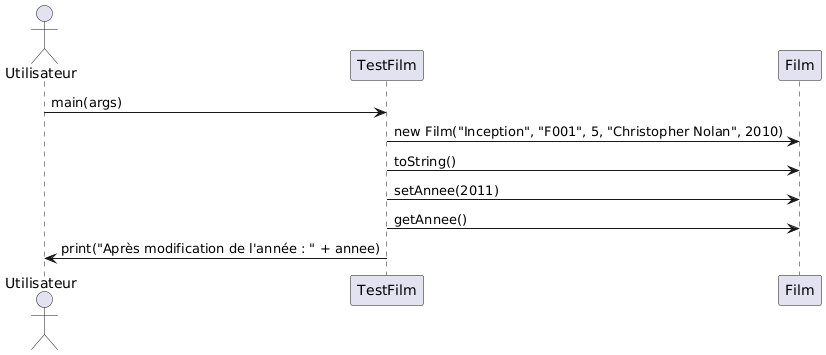 Utilisateur
TestFilm
Film
main(args)
new Film("Inception", "F001", 5, "Christopher Nolan", 2010)
toString()
setAnnee(2011)
getAnnee()
print("Après modification de l'année : " + annee)
Utilisateur
TestFilm
Film